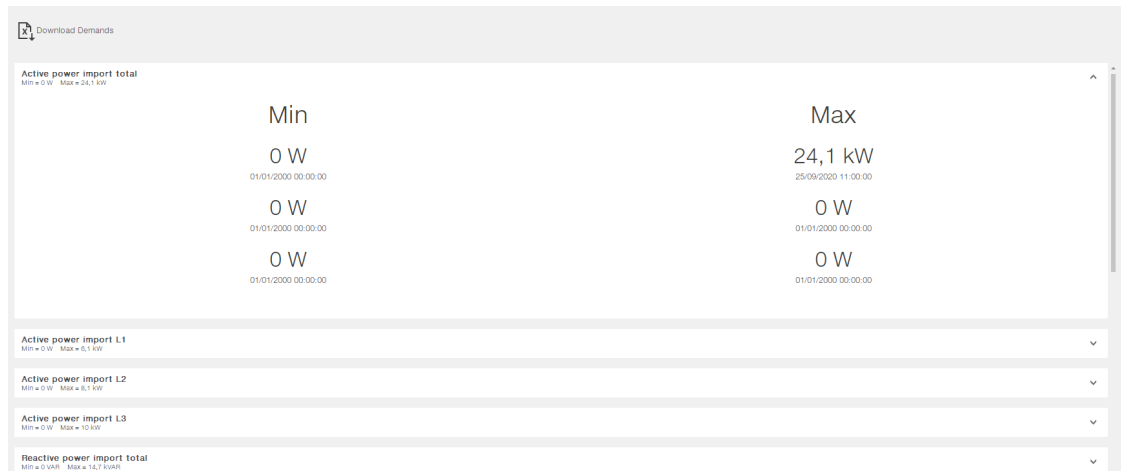 Download Demands
Active power import total
Min = 0 W Max = 24,1 kW
Min
Max
0 W
24,1 kW
01/01/2000 00:00:00
25/09/2020 11:00:00
0 W
0 W
01/01/2000 00:00:00
01/01/2000 00:00:00
0 W
0 W
01/01/2000 00:00:00
01/01/2000 00:00:00
Active power import L1
Min = 0 W Max = 6,1 kW
Active power import L2
Min = 0 W Max = 8,1 kW
Active power import L3
Min = 0 W Max = 10 kW
Reactive power import total
Min = 0 VAR Max = 14,7 kVAR